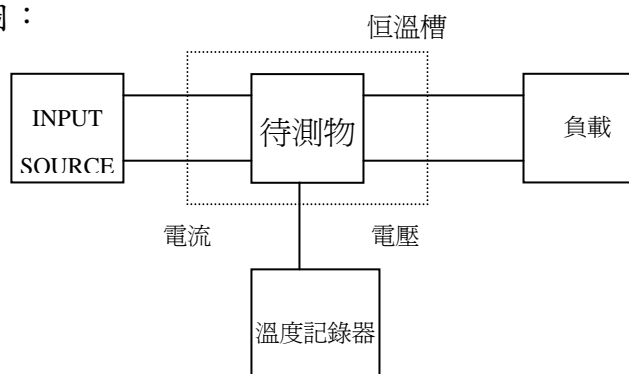 圖：
恒溫槽
INPUT
SOURCE
待測物
負載
電流
電壓
溫度記錄器